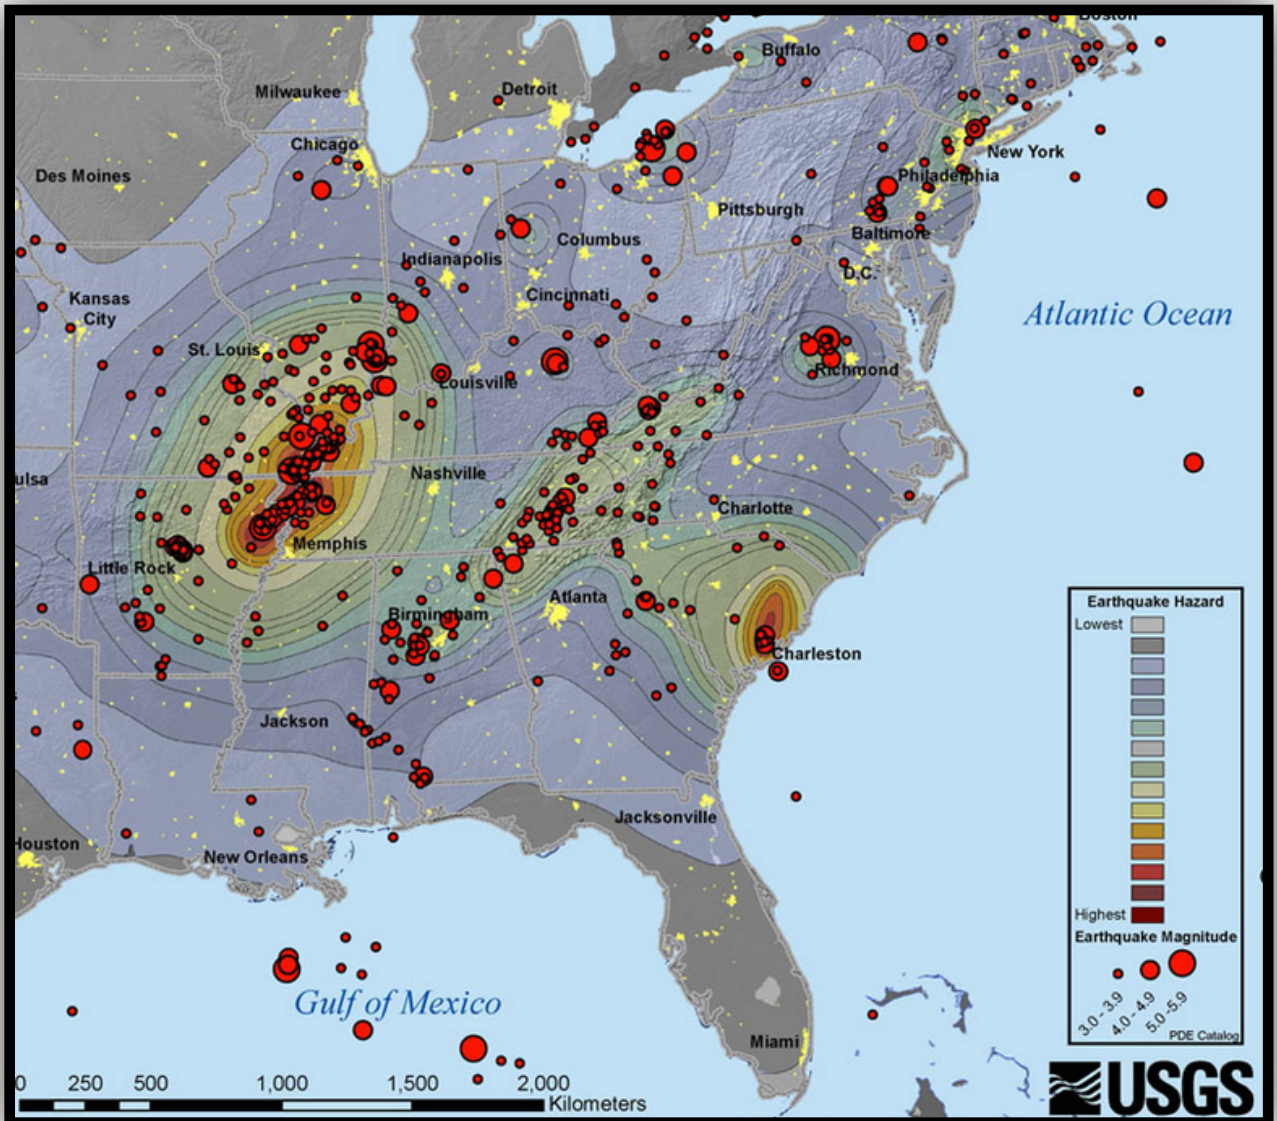 Boston
Buffalo
Milwaukee
Detroit
Chicago
New York
Des Moines
Philadelphia
Pittsburgh
Baltimore
Columbus
Indianapolis
D.C.
Kansas
City
Cincinnati
Atlantic Ocean
St. Louis
Richmond
Louisville
Nashville
ulsa
Charlotte
Memphis
Little Rock
Atlanta
Birmingham
Charleston
Jackson
Jacksonville
Houston
New Orleans
Gulf of Mexico
Miami
Earthquake Hazard
Lowest
Highest
Earthquake Magnitude
3.0 - 3.9
4.0 - 4.9
5.0 -5.9
PDE Catalog
0 250 500 1,000 1,500 2,000
Kilometers
USGS